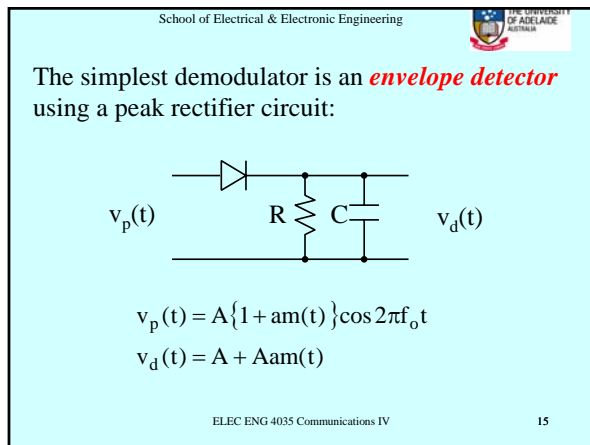 School of Electrical & Electronic Engineering
THE UNIVERSITY
OF ADELAIDE
AUSTRALIA
The simplest demodulator is an envelope detector
using a peak rectifier circuit:
v_p(t)
R
C
v_d(t)
v_p(t) = A{1 + am(t)}cos 2πf_o t
v_d(t) = A + Aam(t)
ELEC ENG 4035 Communications IV
15